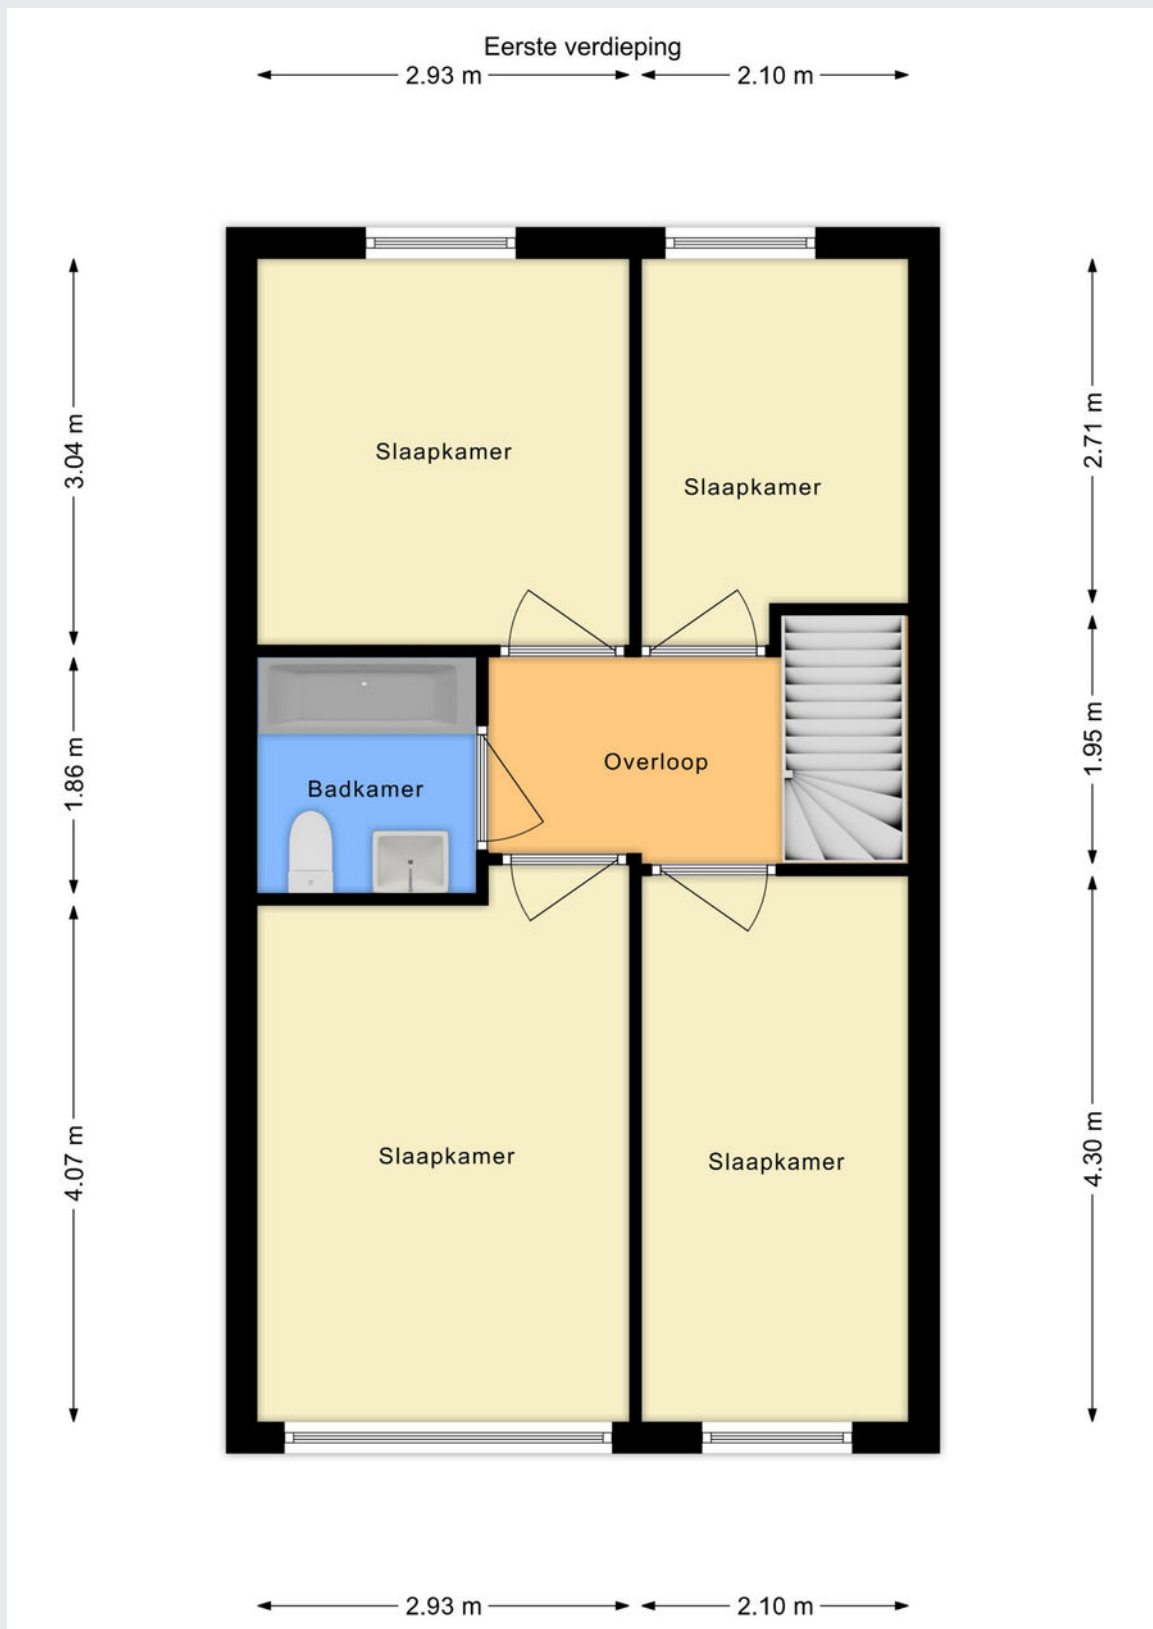 Eerste verdieping
2.93 m
2.10 m
3.04 m
2.71 m
Slaapkamer
Slaapkamer
1.86 m
1.95 m
Overloop
Badkamer
4.07 m
4.30 m
Slaapkamer
Slaapkamer
2.93 m
2.10 m